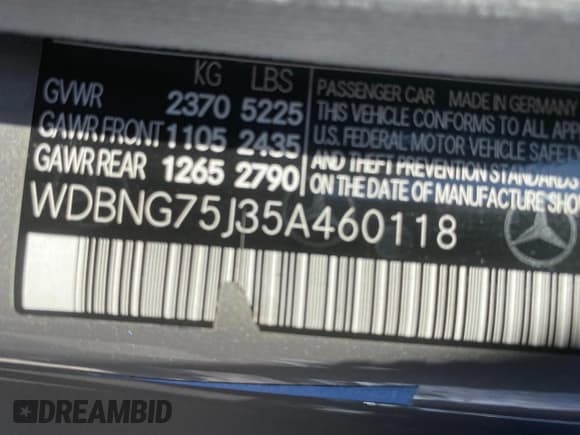 KG LBS
GVWR 2370 5225
GAWR FRONT 1105 2435
GAWR REAR 1265 2790
PASSENGER CAR MADE IN GERMANY
THIS VEHICLE CONFORMS TO ALL APP
U.S. FEDERAL MOTOR VEHICLE SAFETY
AND THEFT PREVENTION STANDARDS
ON THE DATE OF MANUFACTURE SHO
WDBNG75J35A460118
DREAMBID